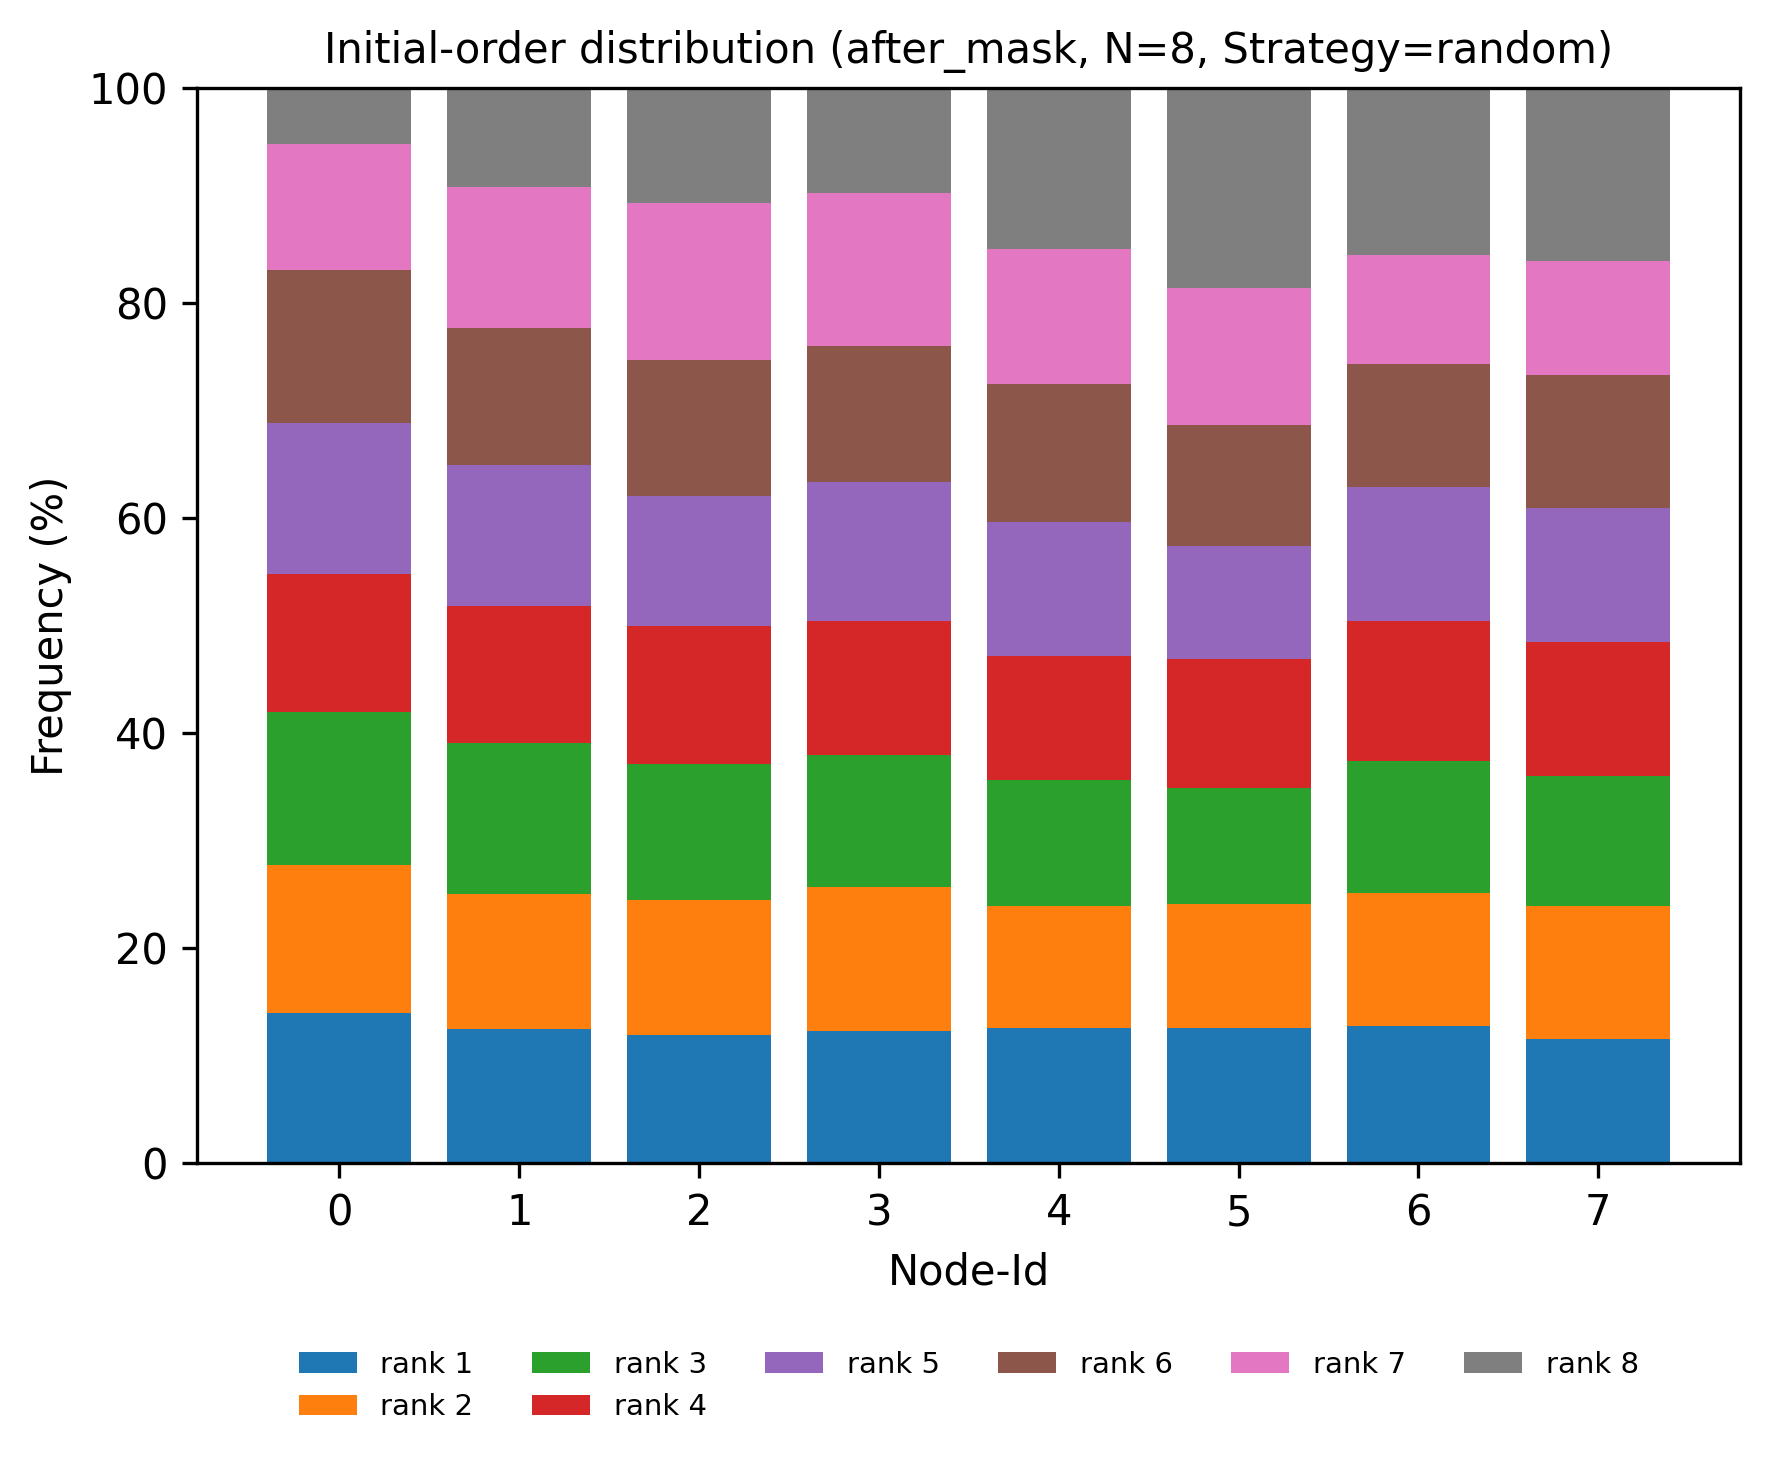 Initial-order distribution (after_mask, N=8, Strategy=random)
100
80
60
40
20
0
Frequency (%)
0 1 2 3 4 5 6 7
Node-Id
rank 1 rank 3 rank 5 rank 6 rank 7 rank 8
rank 2 rank 4